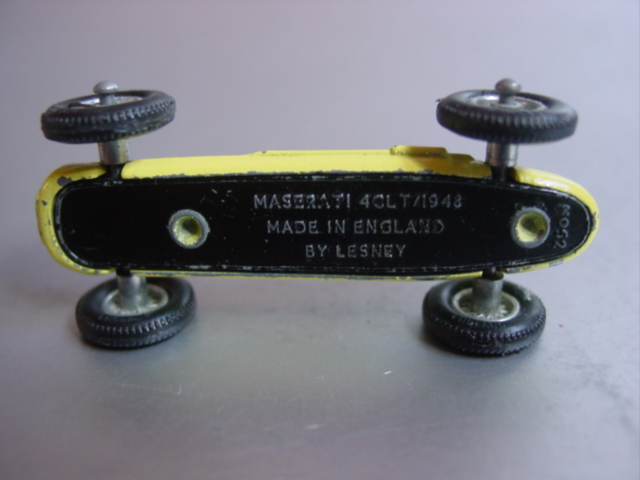 MASERATI 4CLT/1948
MADE IN ENGLAND
BY LESNEY
No52